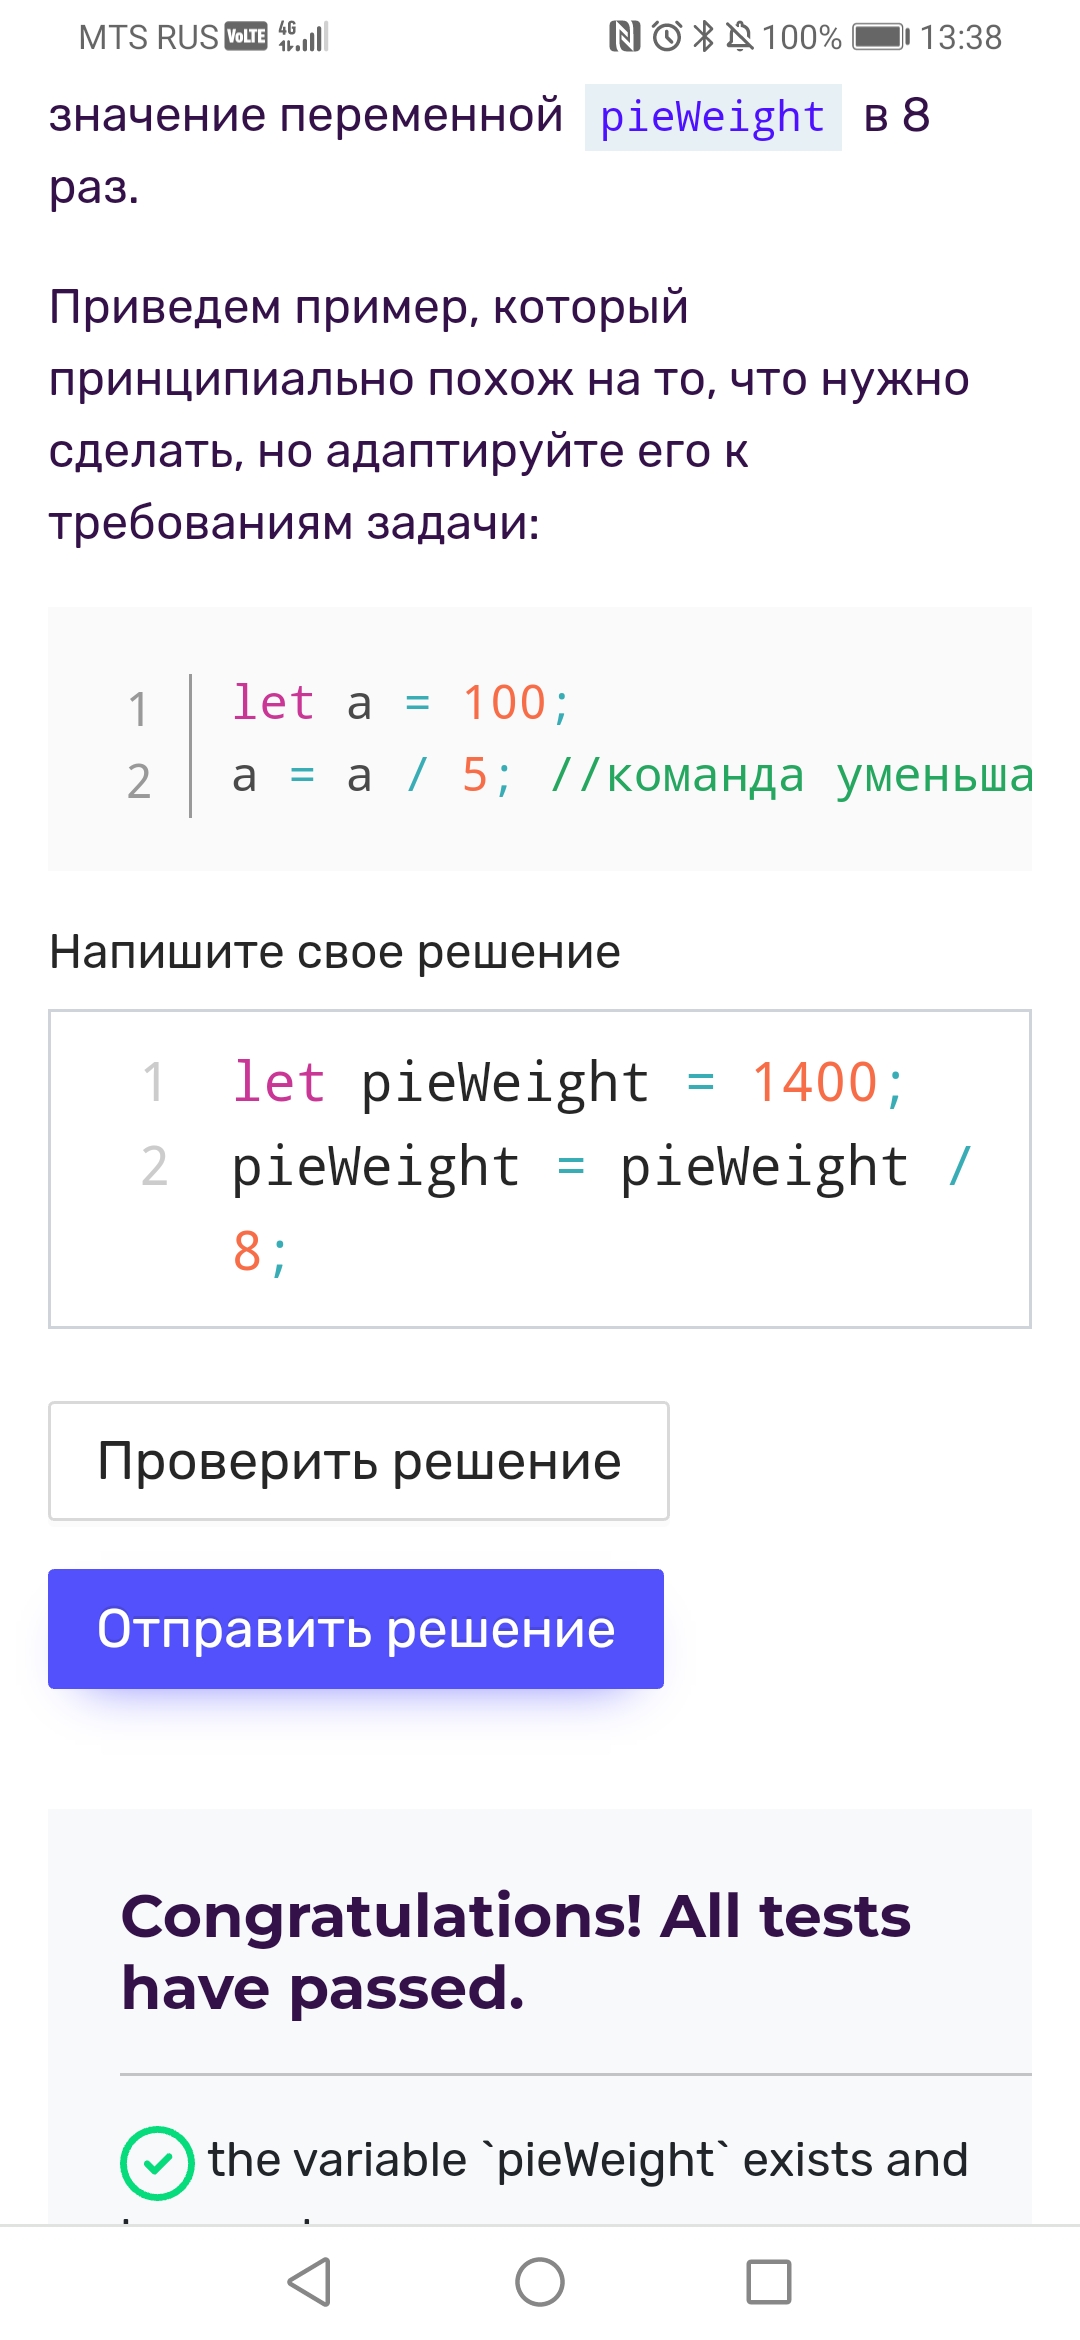 MTS RUS VoLTE 4G 100% 13:38
значение переменной pieWeight в 8
раз.
Приведем пример, который
принципиально похож на то, что нужно
сделать, но адаптируйте его к
требованиям задачи:
1 let a = 100;
2 a = a / 5; //команда уменьша
Напишите свое решение
1 let pieWeight = 1400;
2 pieWeight = pieWeight /
8;
Проверить решение
Отправить решение
Congratulations! All tests
have passed.
the variable `pieWeight` exists and